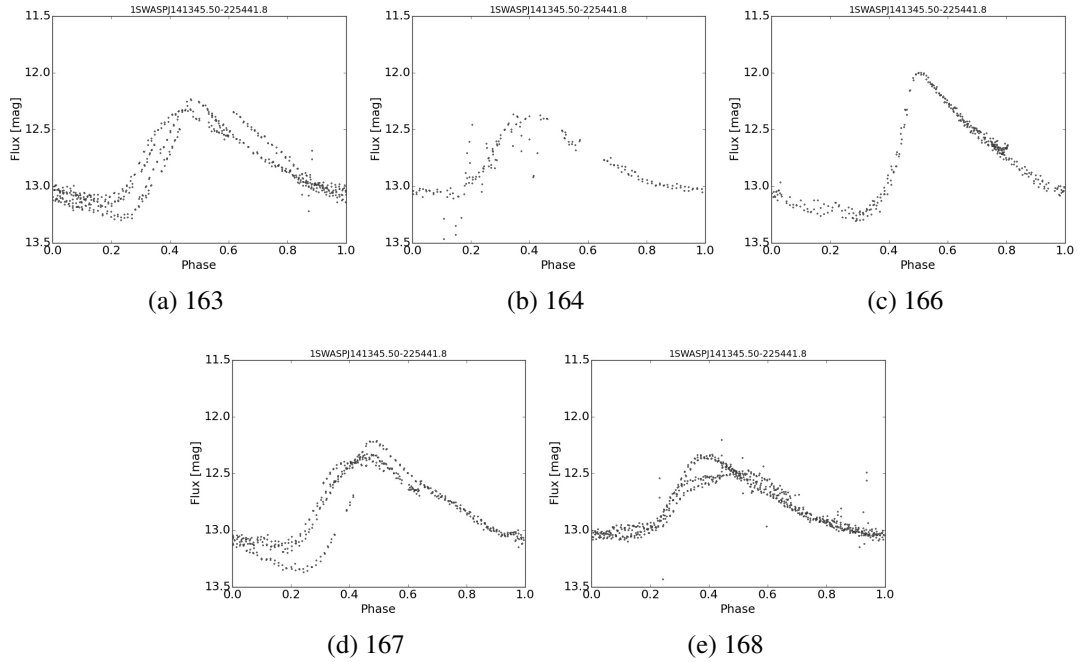 1SWASPJ141345.50-225441.8
11.5
12.0
12.5
13.0
13.5
Flux [mag]
0.0 0.2 0.4 0.6 0.8 1.0
Phase
(a) 163
1SWASPJ141345.50-225441.8
11.5
12.0
12.5
13.0
13.5
Flux [mag]
0.0 0.2 0.4 0.6 0.8 1.0
Phase
(b) 164
1SWASPJ141345.50-225441.8
11.5
12.0
12.5
13.0
13.5
Flux [mag]
0.0 0.2 0.4 0.6 0.8 1.0
Phase
(c) 166
1SWASPJ141345.50-225441.8
11.5
12.0
12.5
13.0
13.5
Flux [mag]
0.0 0.2 0.4 0.6 0.8 1.0
Phase
(d) 167
1SWASPJ141345.50-225441.8
11.5
12.0
12.5
13.0
13.5
Flux [mag]
0.0 0.2 0.4 0.6 0.8 1.0
Phase
(e) 168